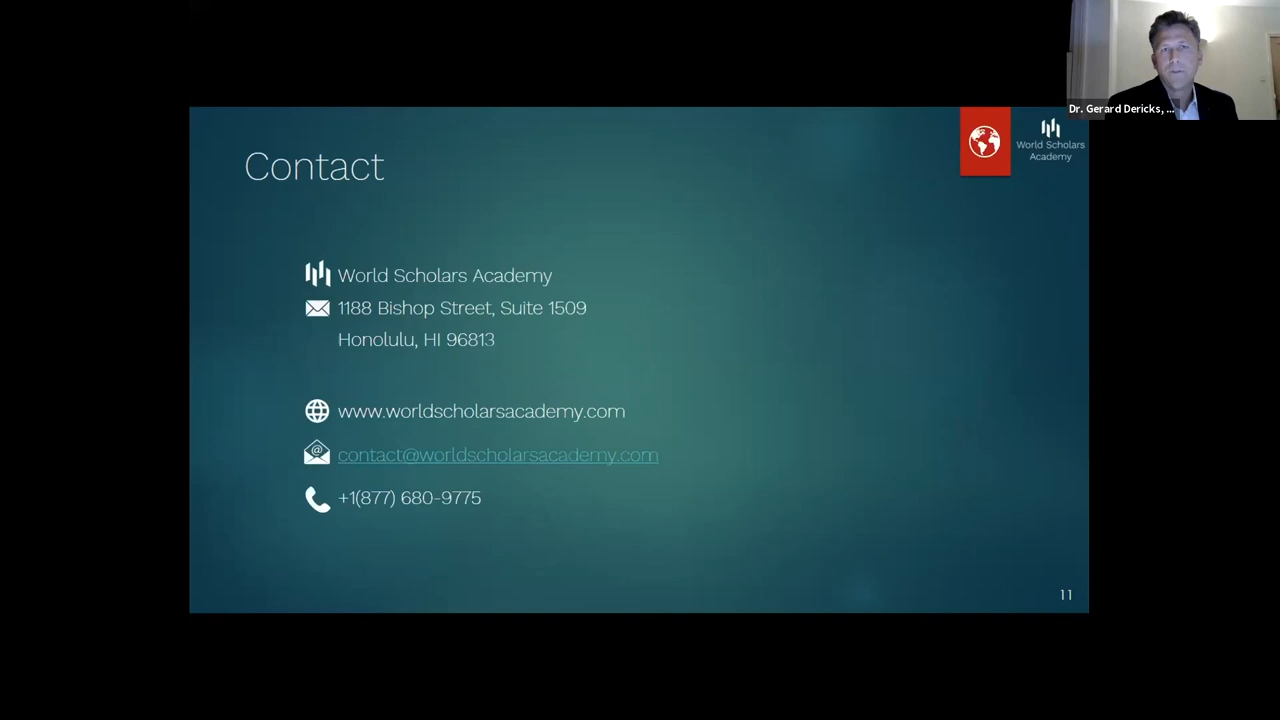 Dr. Gerard Dericks, ...
World Scholars
Academy
Contact
World Scholars Academy
1188 Bishop Street, Suite 1509
Honolulu, HI 96813
www.worldscholarsacademy.com
contact@worldscholarsacademy.com
+1(877) 680-9775
11